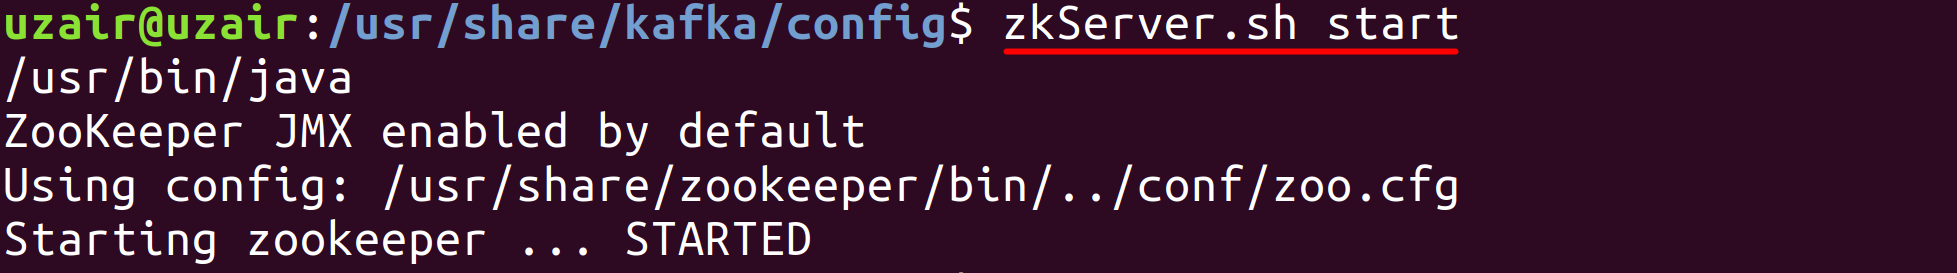 uzair@uzair:/usr/share/kafka/config$ zkServer.sh start
/usr/bin/java
ZooKeeper JMX enabled by default
Using config: /usr/share/zookeeper/bin/../conf/zoo.cfg
Starting zookeeper ... STARTED